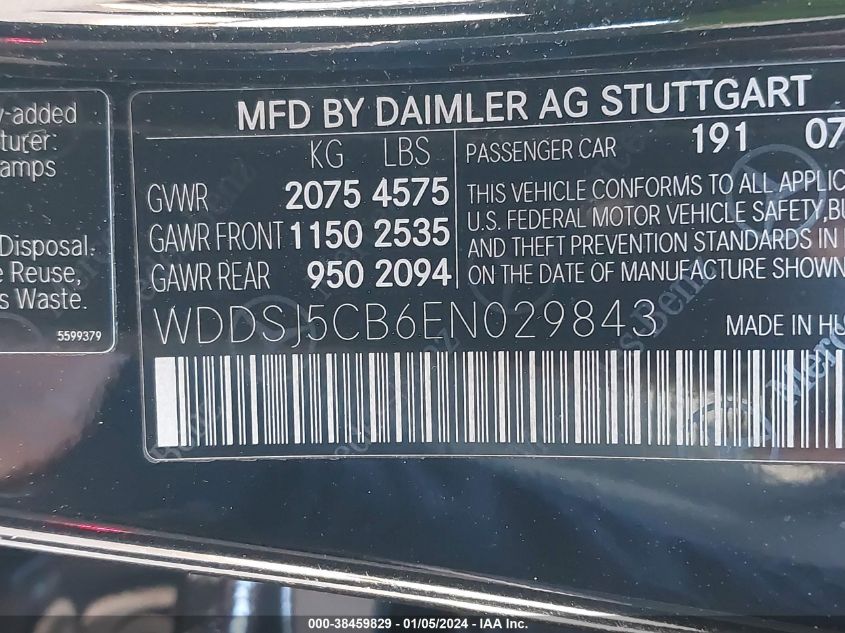 y-added
turer:
amps
Disposal.
e Reuse,
s Waste.
5599379
MFD BY DAIMLER AG STUTTGART
KG LBS
GVWR 2075 4575
GAWR FRONT 1150 2535
GAWR REAR 950 2094
PASSENGER CAR 191 07
THIS VEHICLE CONFORMS TO ALL APPLIC
U.S. FEDERAL MOTOR VEHICLE SAFETY, BU
AND THEFT PREVENTION STANDARDS IN
ON THE DATE OF MANUFACTURE SHOWN
WDDSJ5CB6EN029843
MADE IN HU
000-38459829 - 01/05/2024 - IAA Inc.